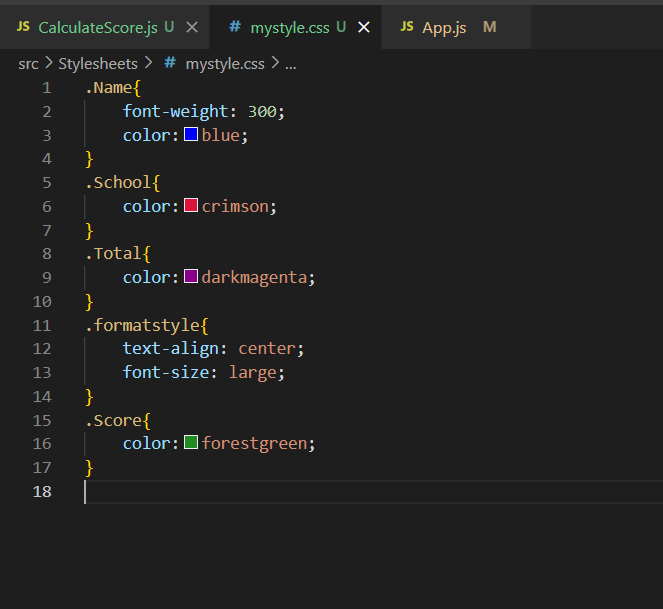 JS CalculateScore.js U × # mystyle.css U × JS App.js M
src > Stylesheets > # mystyle.css > ...
1 .Name{
2     font-weight: 300;
3     color: blue;
4 }
5 .School{
6     color: crimson;
7 }
8 .Total{
9     color: darkmagenta;
10 }
11 .formatstyle{
12     text-align: center;
13     font-size: large;
14 }
15 .Score{
16     color: forestgreen;
17 }
18